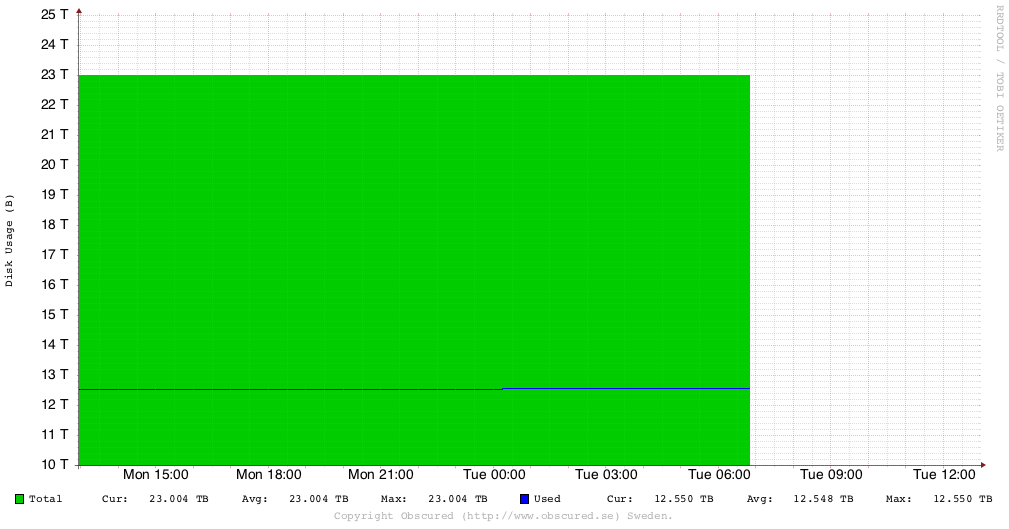 25 T
24 T
23 T
22 T
21 T
20 T
19 T
18 T
17 T
16 T
15 T
14 T
13 T
12 T
11 T
10 T
Disk Usage (B)
RRDTOOL / TOBI OETIKER
Mon 15:00 Mon 18:00 Mon 21:00 Tue 00:00 Tue 03:00 Tue 06:00 Tue 09:00 Tue 12:00
Total Cur: 23.004 TB Avg: 23.004 TB Max: 23.004 TB Used Cur: 12.550 TB Avg: 12.548 TB Max: 12.550 TB
Copyright Obscured (http://www.obscured.se) Sweden.